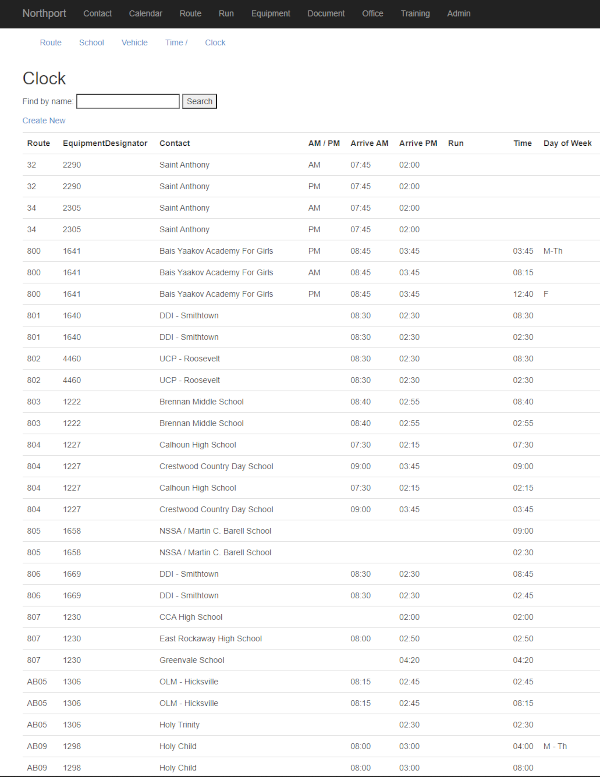 Northport Contact Calendar Route Run Equipment Document Office Training Admin
Route School Vehicle Time / Clock
Clock
Find by name: Search
Create New
Route EquipmentDesignator Contact AM / PM Arrive AM Arrive PM Run Time Day of Week
32 2290 Saint Anthony AM 07:45 02:00
32 2290 Saint Anthony PM 07:45 02:00
34 2305 Saint Anthony AM 07:45 02:00
34 2305 Saint Anthony PM 07:45 02:00
800 1641 Bais Yaakov Academy For Girls PM 08:45 03:45 03:45 M-Th
800 1641 Bais Yaakov Academy For Girls AM 08:45 03:45 08:15
800 1641 Bais Yaakov Academy For Girls PM 08:45 03:45 12:40 F
801 1640 DDI - Smithtown 08:30 02:30 08:30
801 1640 DDI - Smithtown 08:30 02:30 02:30
802 4460 UCP - Roosevelt 08:30 02:30 08:30
802 4460 UCP - Roosevelt 08:30 02:30 02:30
803 1222 Brennan Middle School 08:40 02:55 08:40
803 1222 Brennan Middle School 08:40 02:55 02:55
804 1227 Calhoun High School 07:30 02:15 07:30
804 1227 Crestwood Country Day School 09:00 03:45 09:00
804 1227 Calhoun High School 07:30 02:15 02:15
804 1227 Crestwood Country Day School 09:00 03:45 03:45
805 1658 NSSA / Martin C. Barell School 09:00
805 1658 NSSA / Martin C. Barell School 02:30
806 1669 DDI - Smithtown 08:30 02:30 08:45
806 1669 DDI - Smithtown 08:30 02:30 02:45
807 1230 CCA High School 02:00 02:00
807 1230 East Rockaway High School 08:00 02:50 02:50
807 1230 Greenvale School 04:20 04:20
AB05 1306 OLM - Hicksville 08:15 02:45 02:45
AB05 1306 OLM - Hicksville 08:15 02:45 08:15
AB05 1306 Holy Trinity 02:30 02:30
AB09 1298 Holy Child 08:00 03:00 04:00 M - Th
AB09 1298 Holy Child 08:00 03:00 08:00